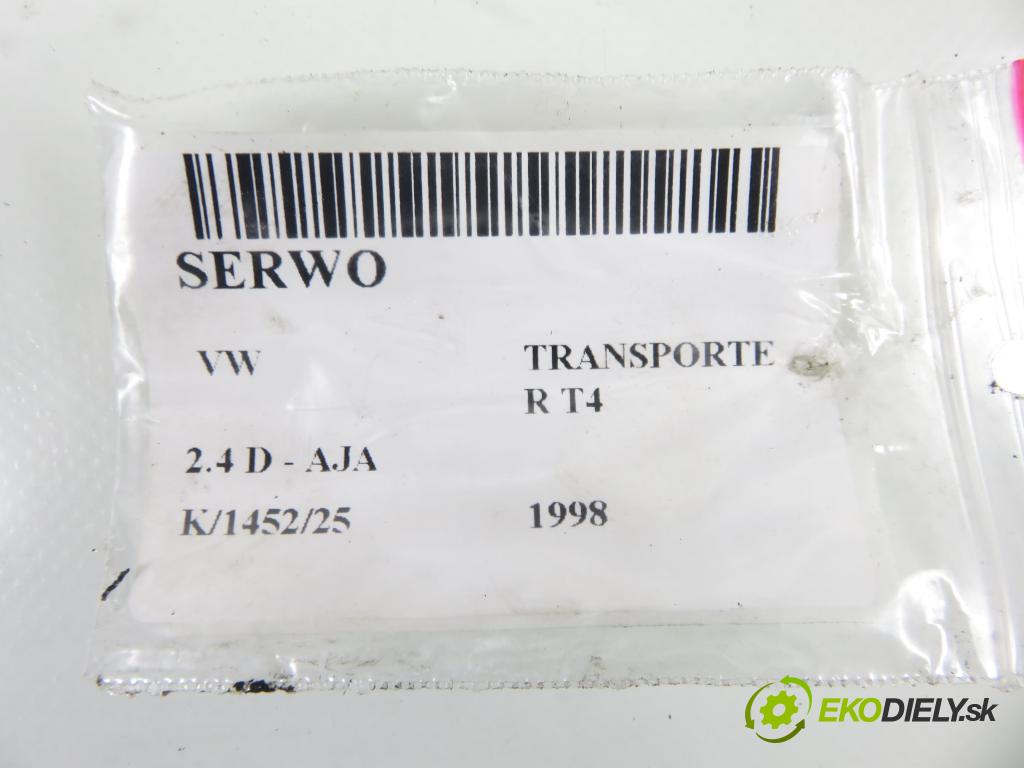 SERWO
VW
TRANSPORTE
R T4
2.4 D - AJA
K/1452/25
1998
EKODIELY.sk